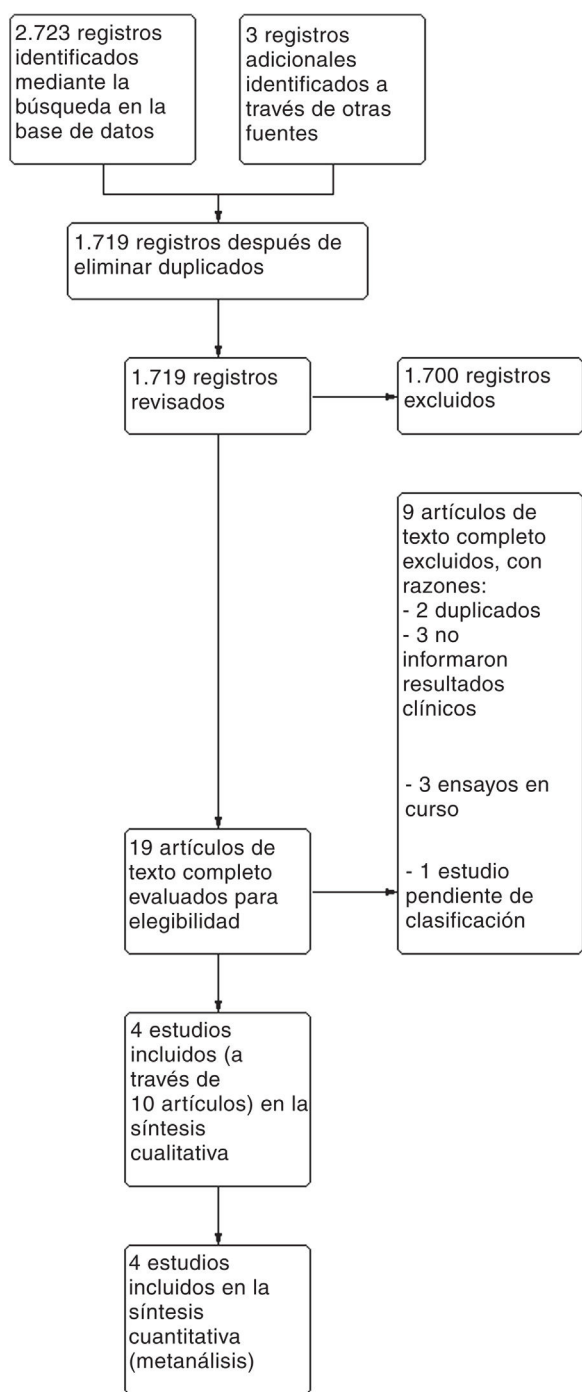 2.723 registros
identificados
mediante la
búsqueda en la
base de datos
3 registros
adicionales
identificados a
través de otras
fuentes
1.719 registros después de
eliminar duplicados
1.719 registros
revisados
1.700 registros
excluidos
9 artículos de
texto completo
excluidos, con
razones:
- 2 duplicados
- 3 no
informaron
resultados
clínicos
- 3 ensayos en
curso
- 1 estudio
pendiente de
clasificación
19 artículos de
texto completo
evaluados para
elegibilidad
4 estudios
incluidos (a
través de
10 artículos) en la
síntesis
cualitativa
4 estudios
incluidos en la
síntesis
cuantitativa
(metanálisis)